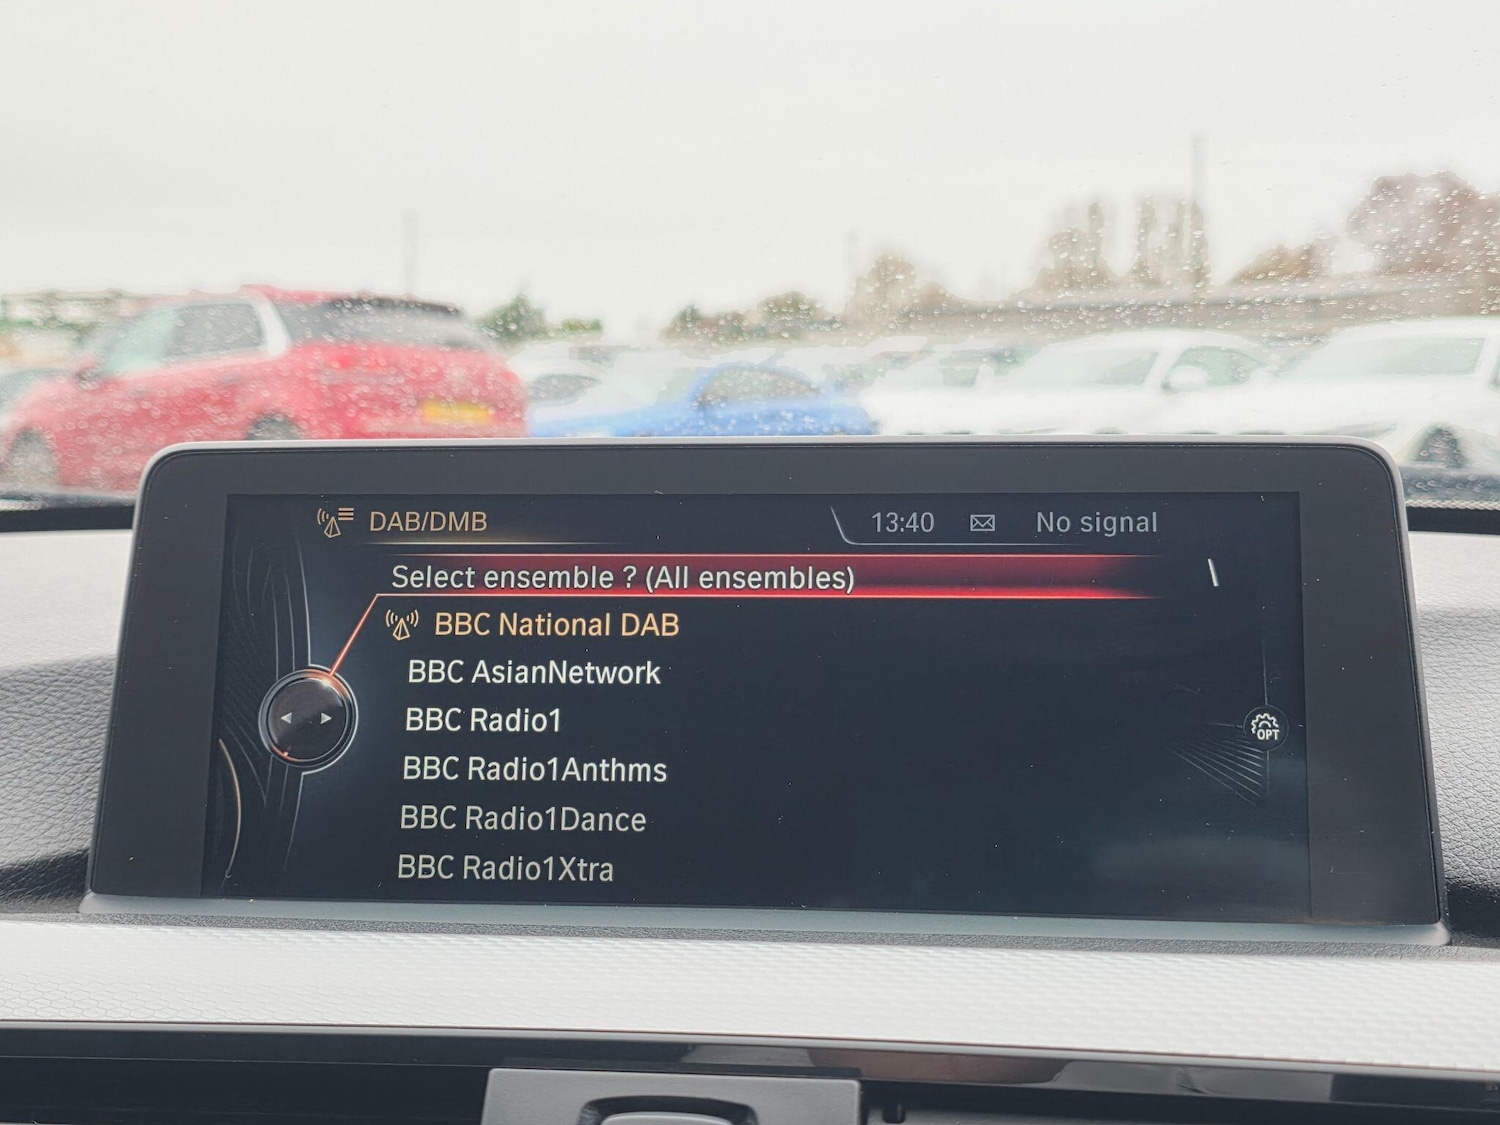 DAB/DMB
13:40
No signal
Select ensemble ? (All ensembles)
BBC National DAB
BBC AsianNetwork
BBC Radio1
BBC Radio1Anthms
BBC Radio1Dance
BBC Radio1Xtra
OPT